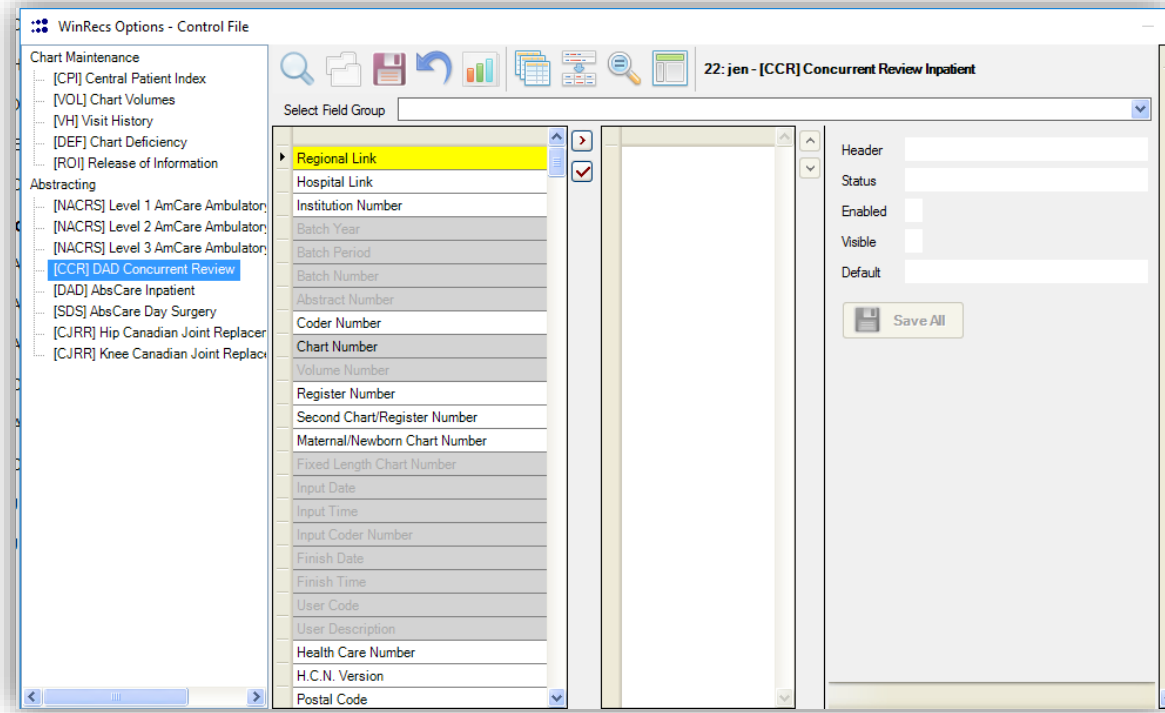 WinRecs Options - Control File
Chart Maintenance
[CPI] Central Patient Index
[VOL] Chart Volumes
[VH] Visit History
[DEF] Chart Deficiency
[ROI] Release of Information
Abstracting
[NACRS] Level 1 AmCare Ambulatory
[NACRS] Level 2 AmCare Ambulatory
[NACRS] Level 3 AmCare Ambulatory
[CCR] DAD Concurrent Review
[DAD] AbsCare Inpatient
[SDS] AbsCare Day Surgery
[CJRR] Hip Canadian Joint Replacer
[CJRR] Knee Canadian Joint Replace
22: jen - [CCR] Concurrent Review Inpatient
Select Field Group
Regional Link
Hospital Link
Institution Number
Batch Year
Batch Period
Batch Number
Abstract Number
Coder Number
Chart Number
Volume Number
Register Number
Second Chart/Register Number
Maternal/Newborn Chart Number
Fixed Length Chart Number
Input Date
Input Time
Input Coder Number
Finish Date
Finish Time
User Code
User Description
Health Care Number
H.C.N. Version
Postal Code
Header
Status
Enabled
Visible
Default
Save All